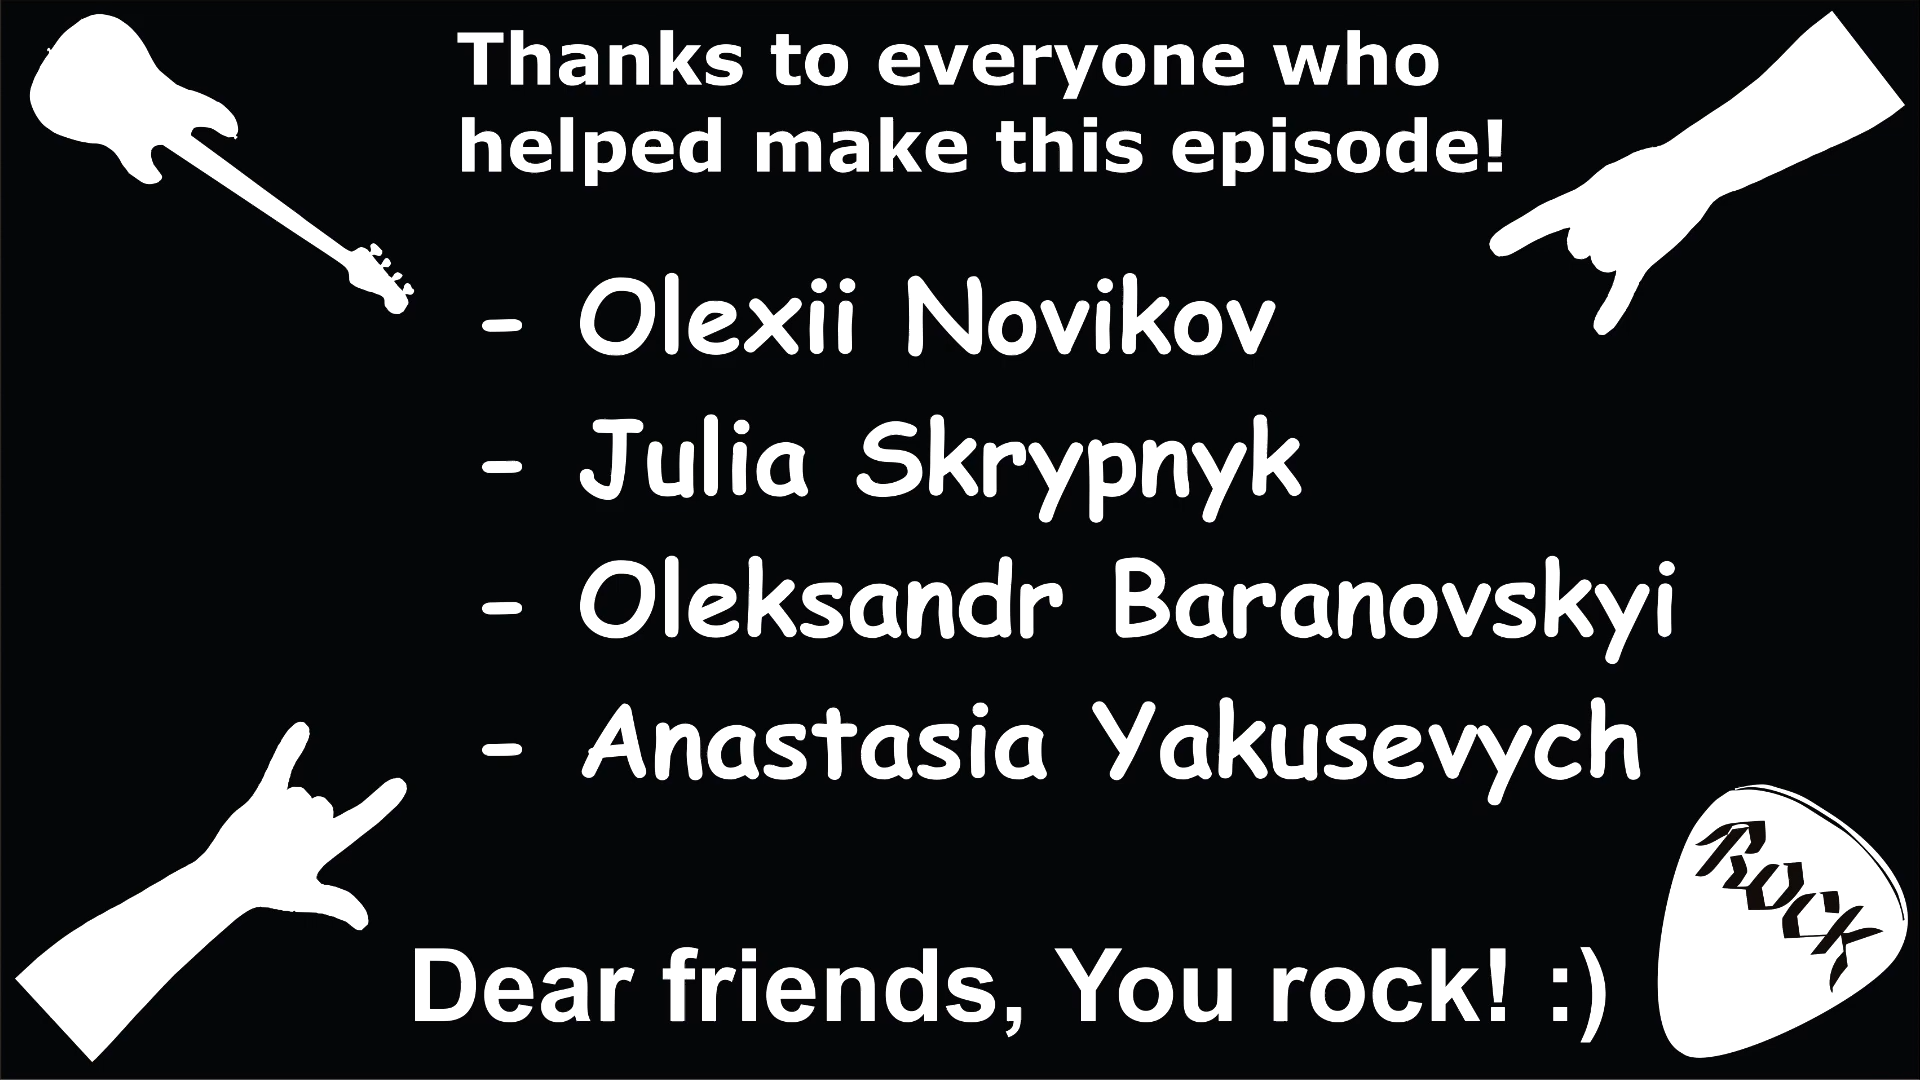 Thanks to everyone who
helped make this episode!
- Olexii Novikov
- Julia Skrypnyk
- Oleksandr Baranovskyi
- Anastasia Yakusevych
Rock
Dear friends, You rock! :)